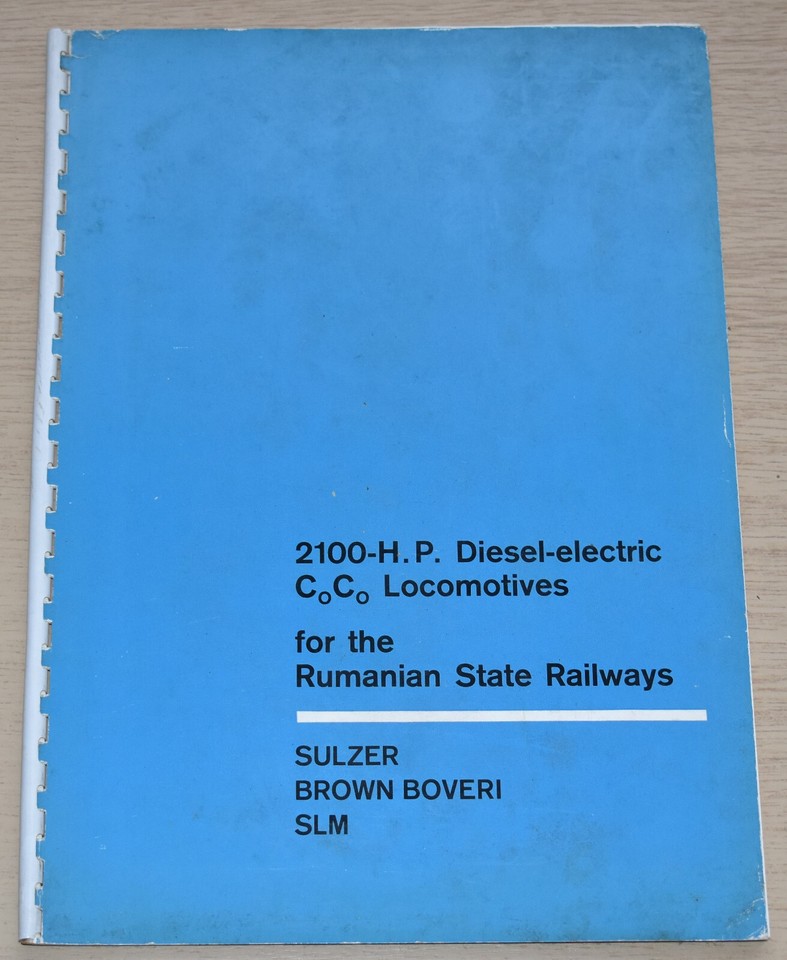 2100-H.P. Diesel-electric
CₒCₒ Locomotives
for the
Rumanian State Railways
SULZER
BROWN BOVERI
SLM